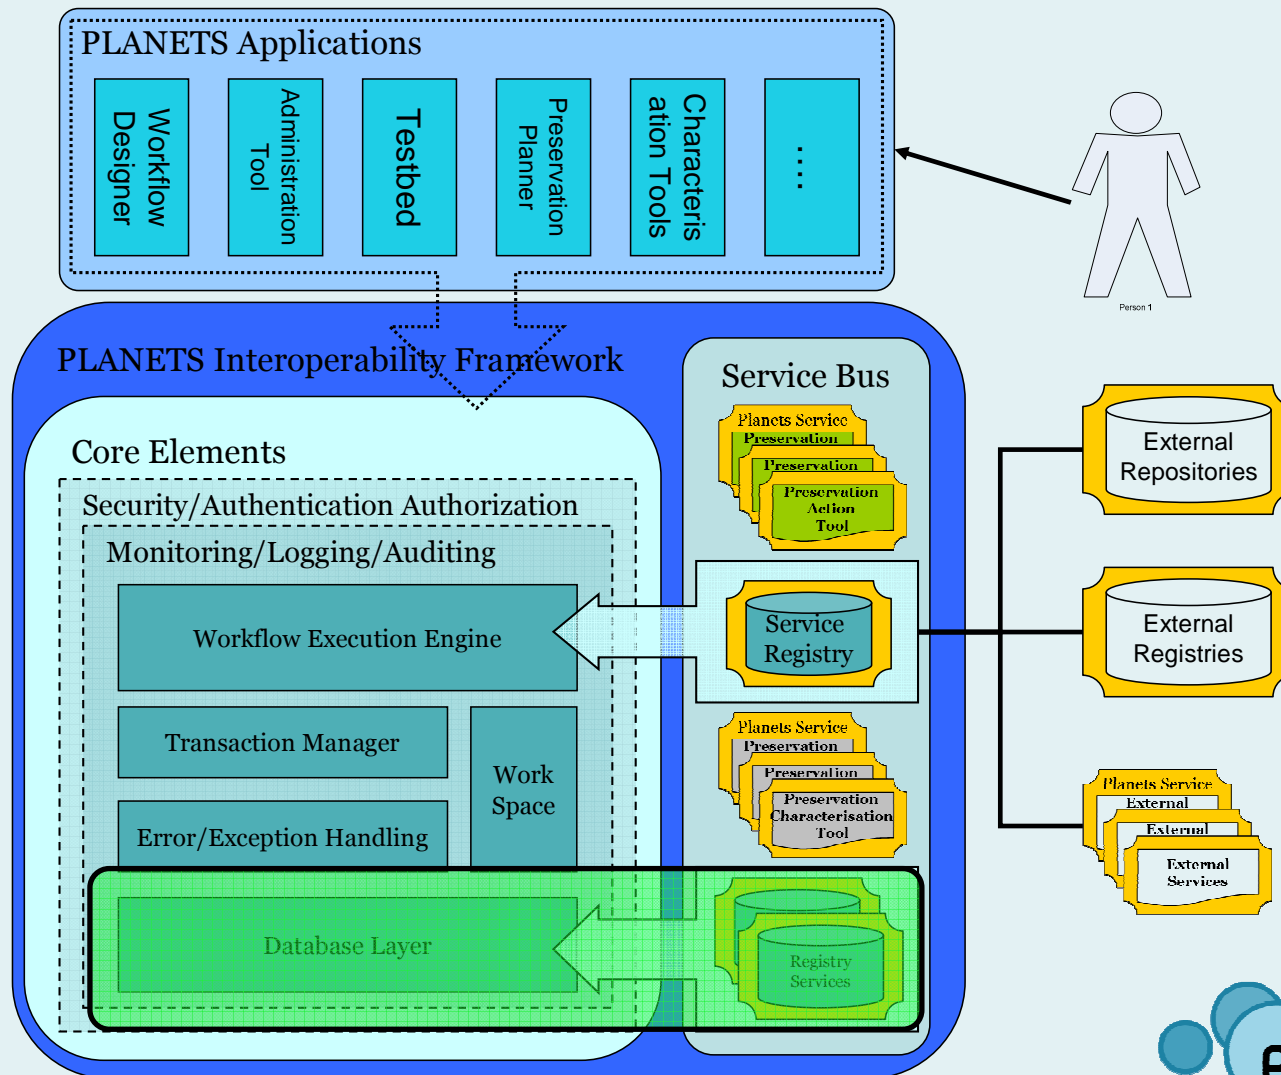 PLANETS Applications
Workflow
Designer
Administration
Tool
Testbed
Preservation
Planner
Characteris
ation Tools
....
Person 1
PLANETS Interoperability Framework
Service Bus
Core Elements
Security/Authentication Authorization
Monitoring/Logging/Auditing
Workflow Execution Engine
Transaction Manager
Work
Space
Error/Exception Handling
Database Layer
Planets Service
Preservation
Preservation
Preservation
Action
Tool
Service
Registry
Planets Service
Preservation
Preservation
Preservation
Characterisation
Tool
Registry
Services
External
Repositories
External
Registries
Planets Service
External
External
External
Services